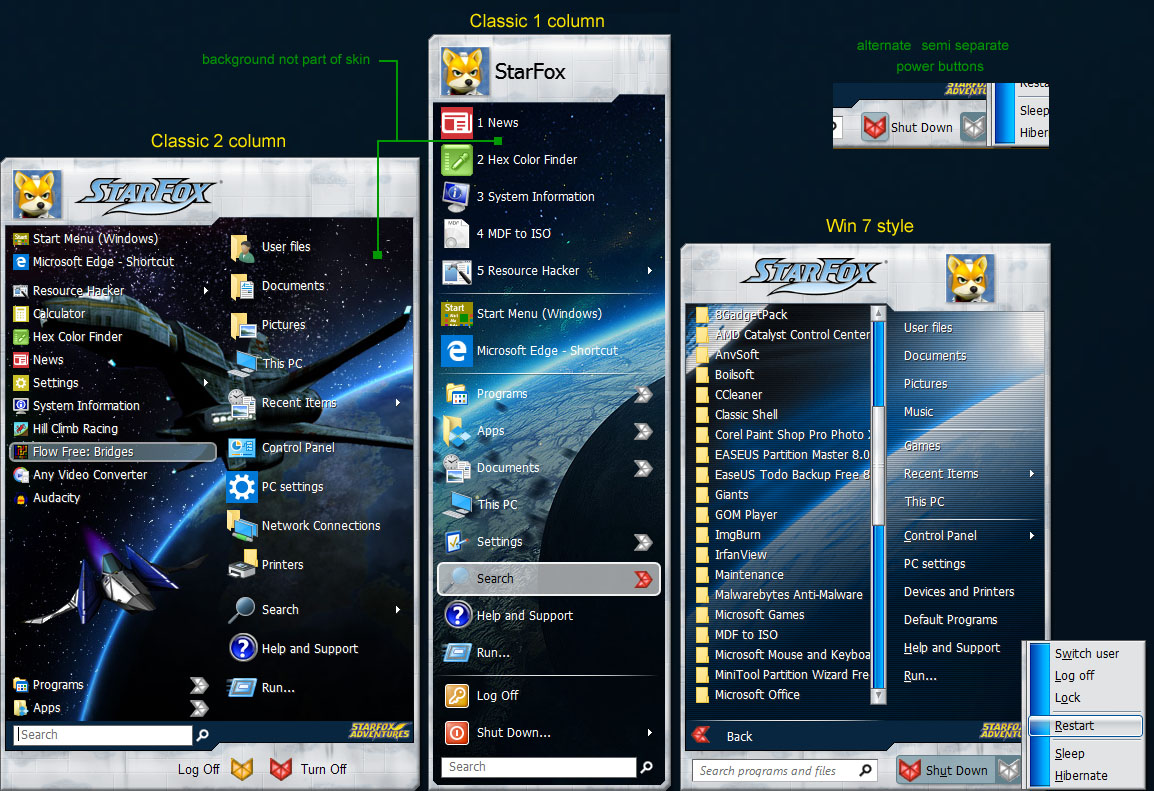 Classic 1 column
background not part of skin
StarFox
1 News
2 Hex Color Finder
3 System Information
MDF
4 MDF to ISO
5 Resource Hacker
Start
Start Menu (Windows)
Microsoft Edge - Shortcut
Programs
Apps
Documents
This PC
Settings
Search
Help and Support
Run...
Log Off
Shut Down...
Search
alternate semi separate
power buttons
STARFOX
ADVENTURES
Shut Down
Sleep
Hiber
Classic 2 column
STARFOX
Start Menu (Windows)
Microsoft Edge - Shortcut
Resource Hacker
Calculator
Hex Color Finder
News
Settings
System Information
Hill Climb Racing
Flow Free: Bridges
Any Video Converter
Audacity
Programs
Apps
Search
User files
Documents
Pictures
This PC
Recent Items
Control Panel
PC settings
Network Connections
Printers
Search
Help and Support
Run...
STARFOX
ADVENTURES
Log Off
Turn Off
Win 7 style
STARFOX
8GadgetPack
AMD Catalyst Control Center
AnvSoft
Boilsoft
CCleaner
Classic Shell
Corel Paint Shop Pro Photo
EASEUS Partition Master 8.0
EaseUS Todo Backup Free 8
Giants
GOM Player
ImgBurn
IrfanView
Maintenance
Malwarebytes Anti-Malware
Microsoft Games
MDF to ISO
Microsoft Mouse and Keyboa
MiniTool Partition Wizard Fre
Microsoft Office
Back
Search programs and files
User files
Documents
Pictures
Music
Games
Recent Items
This PC
Control Panel
PC settings
Devices and Printers
Default Programs
Help and Support
Run...
STARFOX
ADVENTU
Shut Down
Switch user
Log off
Lock
Restart
Sleep
Hibernate